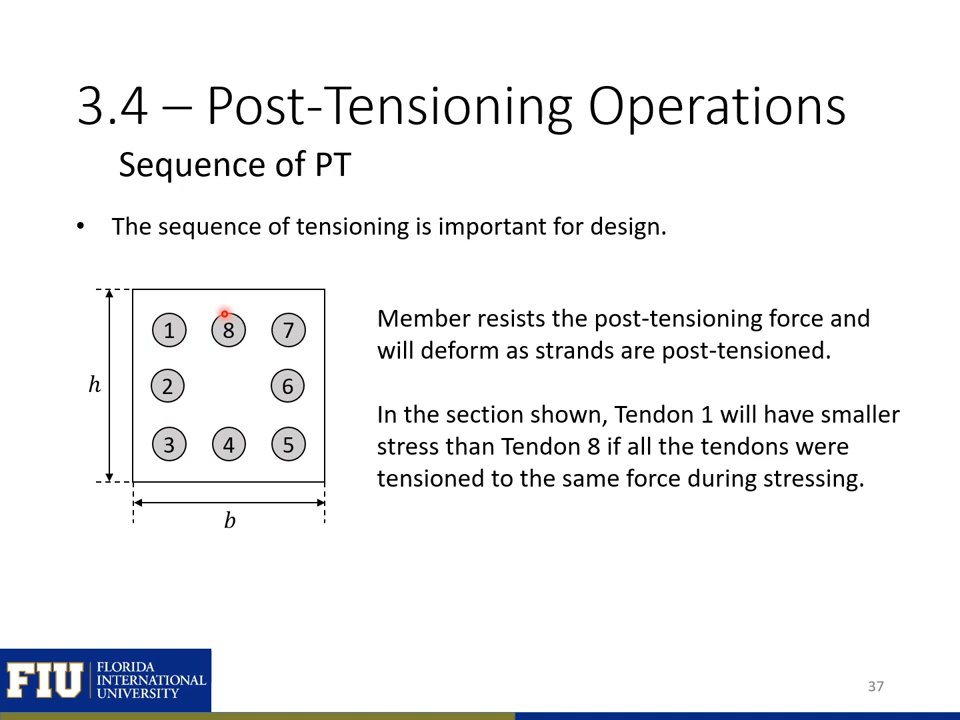 3.4 – Post-Tensioning Operations
Sequence of PT
• The sequence of tensioning is important for design.
1 8 7
h 2 6
3 4 5
b
Member resists the post-tensioning force and
will deform as strands are post-tensioned.
In the section shown, Tendon 1 will have smaller
stress than Tendon 8 if all the tendons were
tensioned to the same force during stressing.
FIU
FLORIDA
INTERNATIONAL
UNIVERSITY
37